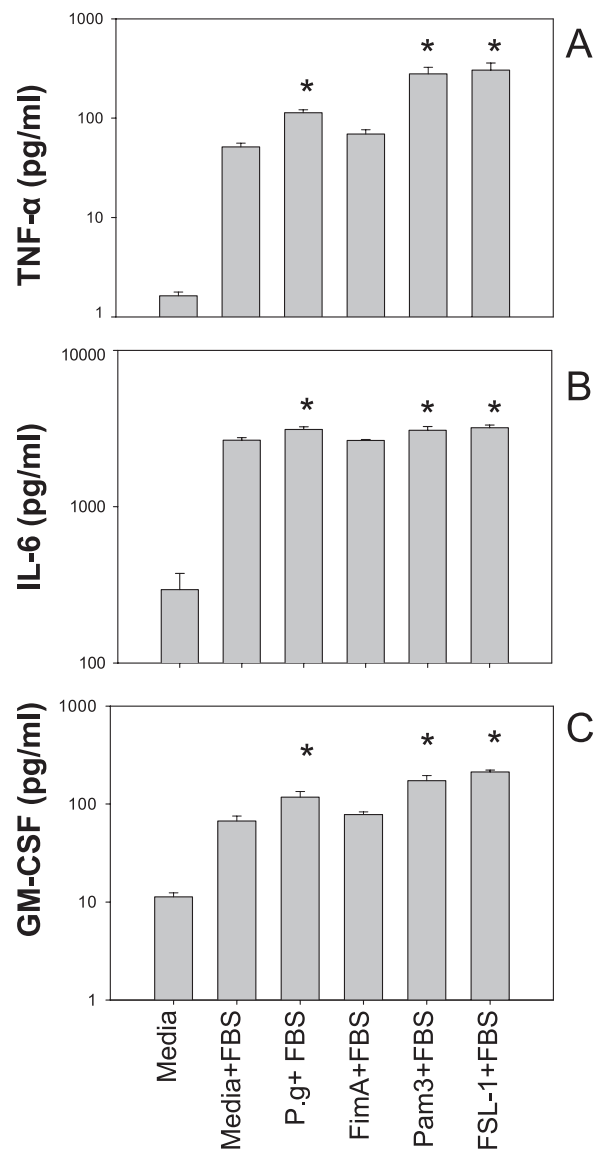 A
TNF-α (pg/ml)
1000
100
10
1
*
*
*
B
IL-6 (pg/ml)
10000
1000
100
*
*
*
C
GM-CSF (pg/ml)
1000
100
10
1
*
*
*
Media
Media+FBS
P.g+ FBS
FimA+FBS
Pam3+FBS
FSL-1+FBS